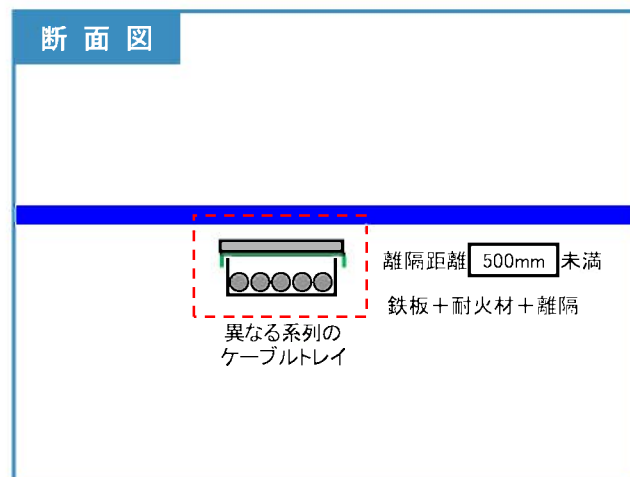 断面図
離隔距離 500mm 未満
鉄板＋耐火材＋離隔
異なる系列の
ケーブルトレイ